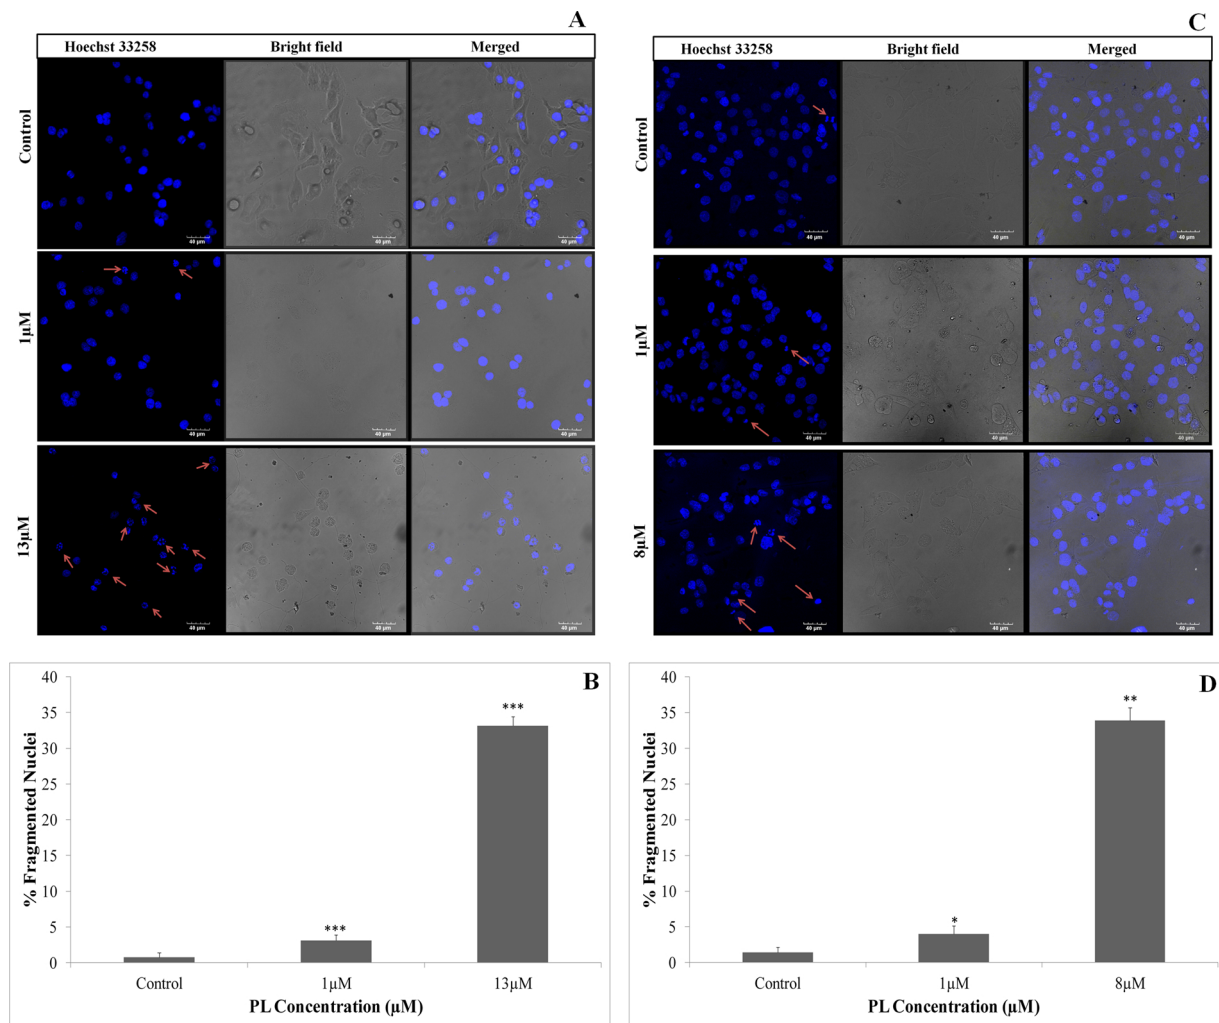 A
Hoechst 33258 Bright field Merged
Control
40 µm 40 µm 40 µm
1µM
40 µm 40 µm 40 µm
13µM
40 µm 40 µm 40 µm
C
Hoechst 33258 Bright field Merged
Control
40 µm 40 µm 40 µm
1µM
40 µm 40 µm 40 µm
8µM
40 µm 40 µm 40 µm
B
% Fragmented Nuclei
40
35
30
25
20
15
10
5
0
***
***
Control 1µM 13µM
PL Concentration (µM)
D
% Fragmented Nuclei
40
35
30
25
20
15
10
5
0
*
**
Control 1µM 8µM
PL Concentration (µM)